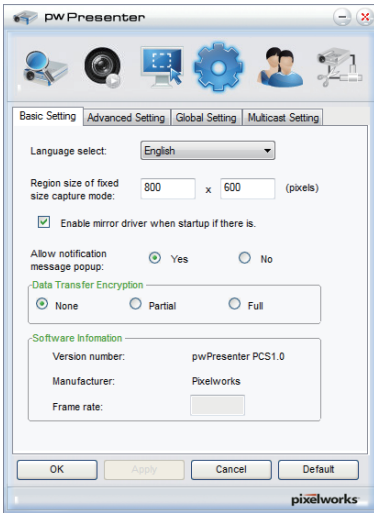 pwPresenter
Basic Setting Advanced Setting Global Setting Multicast Setting
Language select: English
Region size of fixed
size capture mode: 800 x 600 (pixels)
Enable mirror driver when startup if there is.
Allow notification
message popup: Yes No
Data Transfer Encryption
None Partial Full
Software Infomation
Version number: pwPresenter PCS1.0
Manufacturer: Pixelworks
Frame rate:
OK Apply Cancel Default
pixelworks